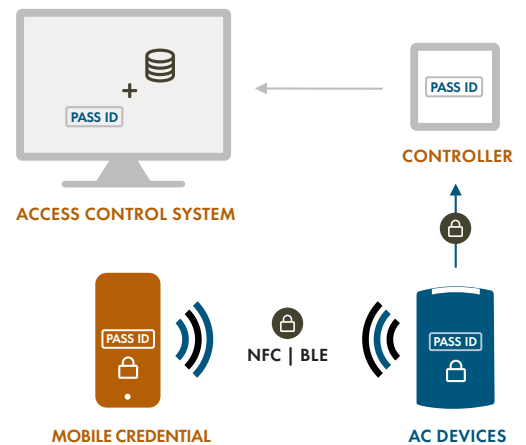 PASS ID
PASS ID
CONTROLLER
ACCESS CONTROL SYSTEM
PASS ID
NFC | BLE
PASS ID
MOBILE CREDENTIAL
AC DEVICES